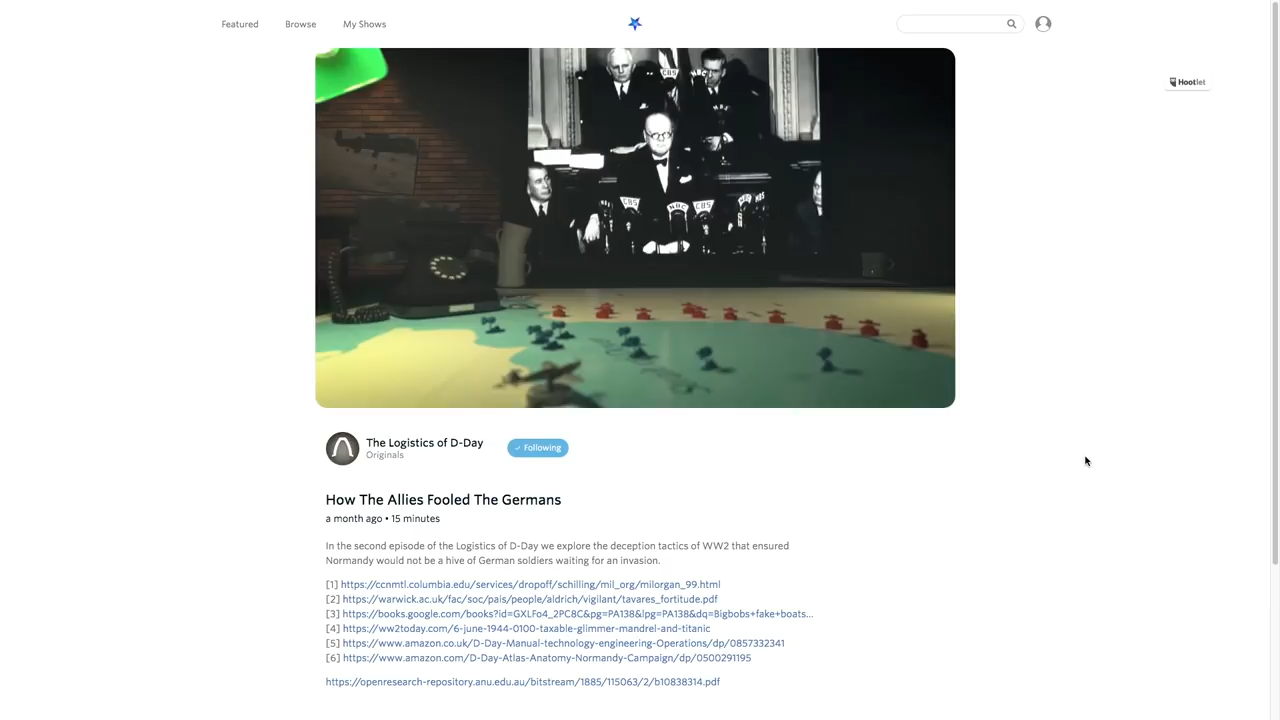 Featured
Browse
My Shows
Hootlet
CBS
CBS
NBC
CBS
The Logistics of D-Day
Originals
✓ Following
How The Allies Fooled The Germans
a month ago • 15 minutes
In the second episode of the Logistics of D-Day we explore the deception tactics of WW2 that ensured
Normandy would not be a hive of German soldiers waiting for an invasion.
[1] https://ccnmtl.columbia.edu/services/dropoff/schilling/mil_org/milorgan_99.html
[2] https://warwick.ac.uk/fac/soc/pais/people/aldrich/vigilant/tavares_fortitude.pdf
[3] https://books.google.com/books?id=GXLFo4_2PC8C&pg=PA138&lpg=PA138&dq=Bigbobs+fake+boats...
[4] https://ww2today.com/6-june-1944-0100-taxable-glimmer-mandrel-and-titanic
[5] https://www.amazon.co.uk/D-Day-Manual-technology-engineering-Operations/dp/0857332341
[6] https://www.amazon.com/D-Day-Atlas-Anatomy-Normandy-Campaign/dp/0500291195
https://openresearch-repository.anu.edu.au/bitstream/1885/115063/2/b10838314.pdf